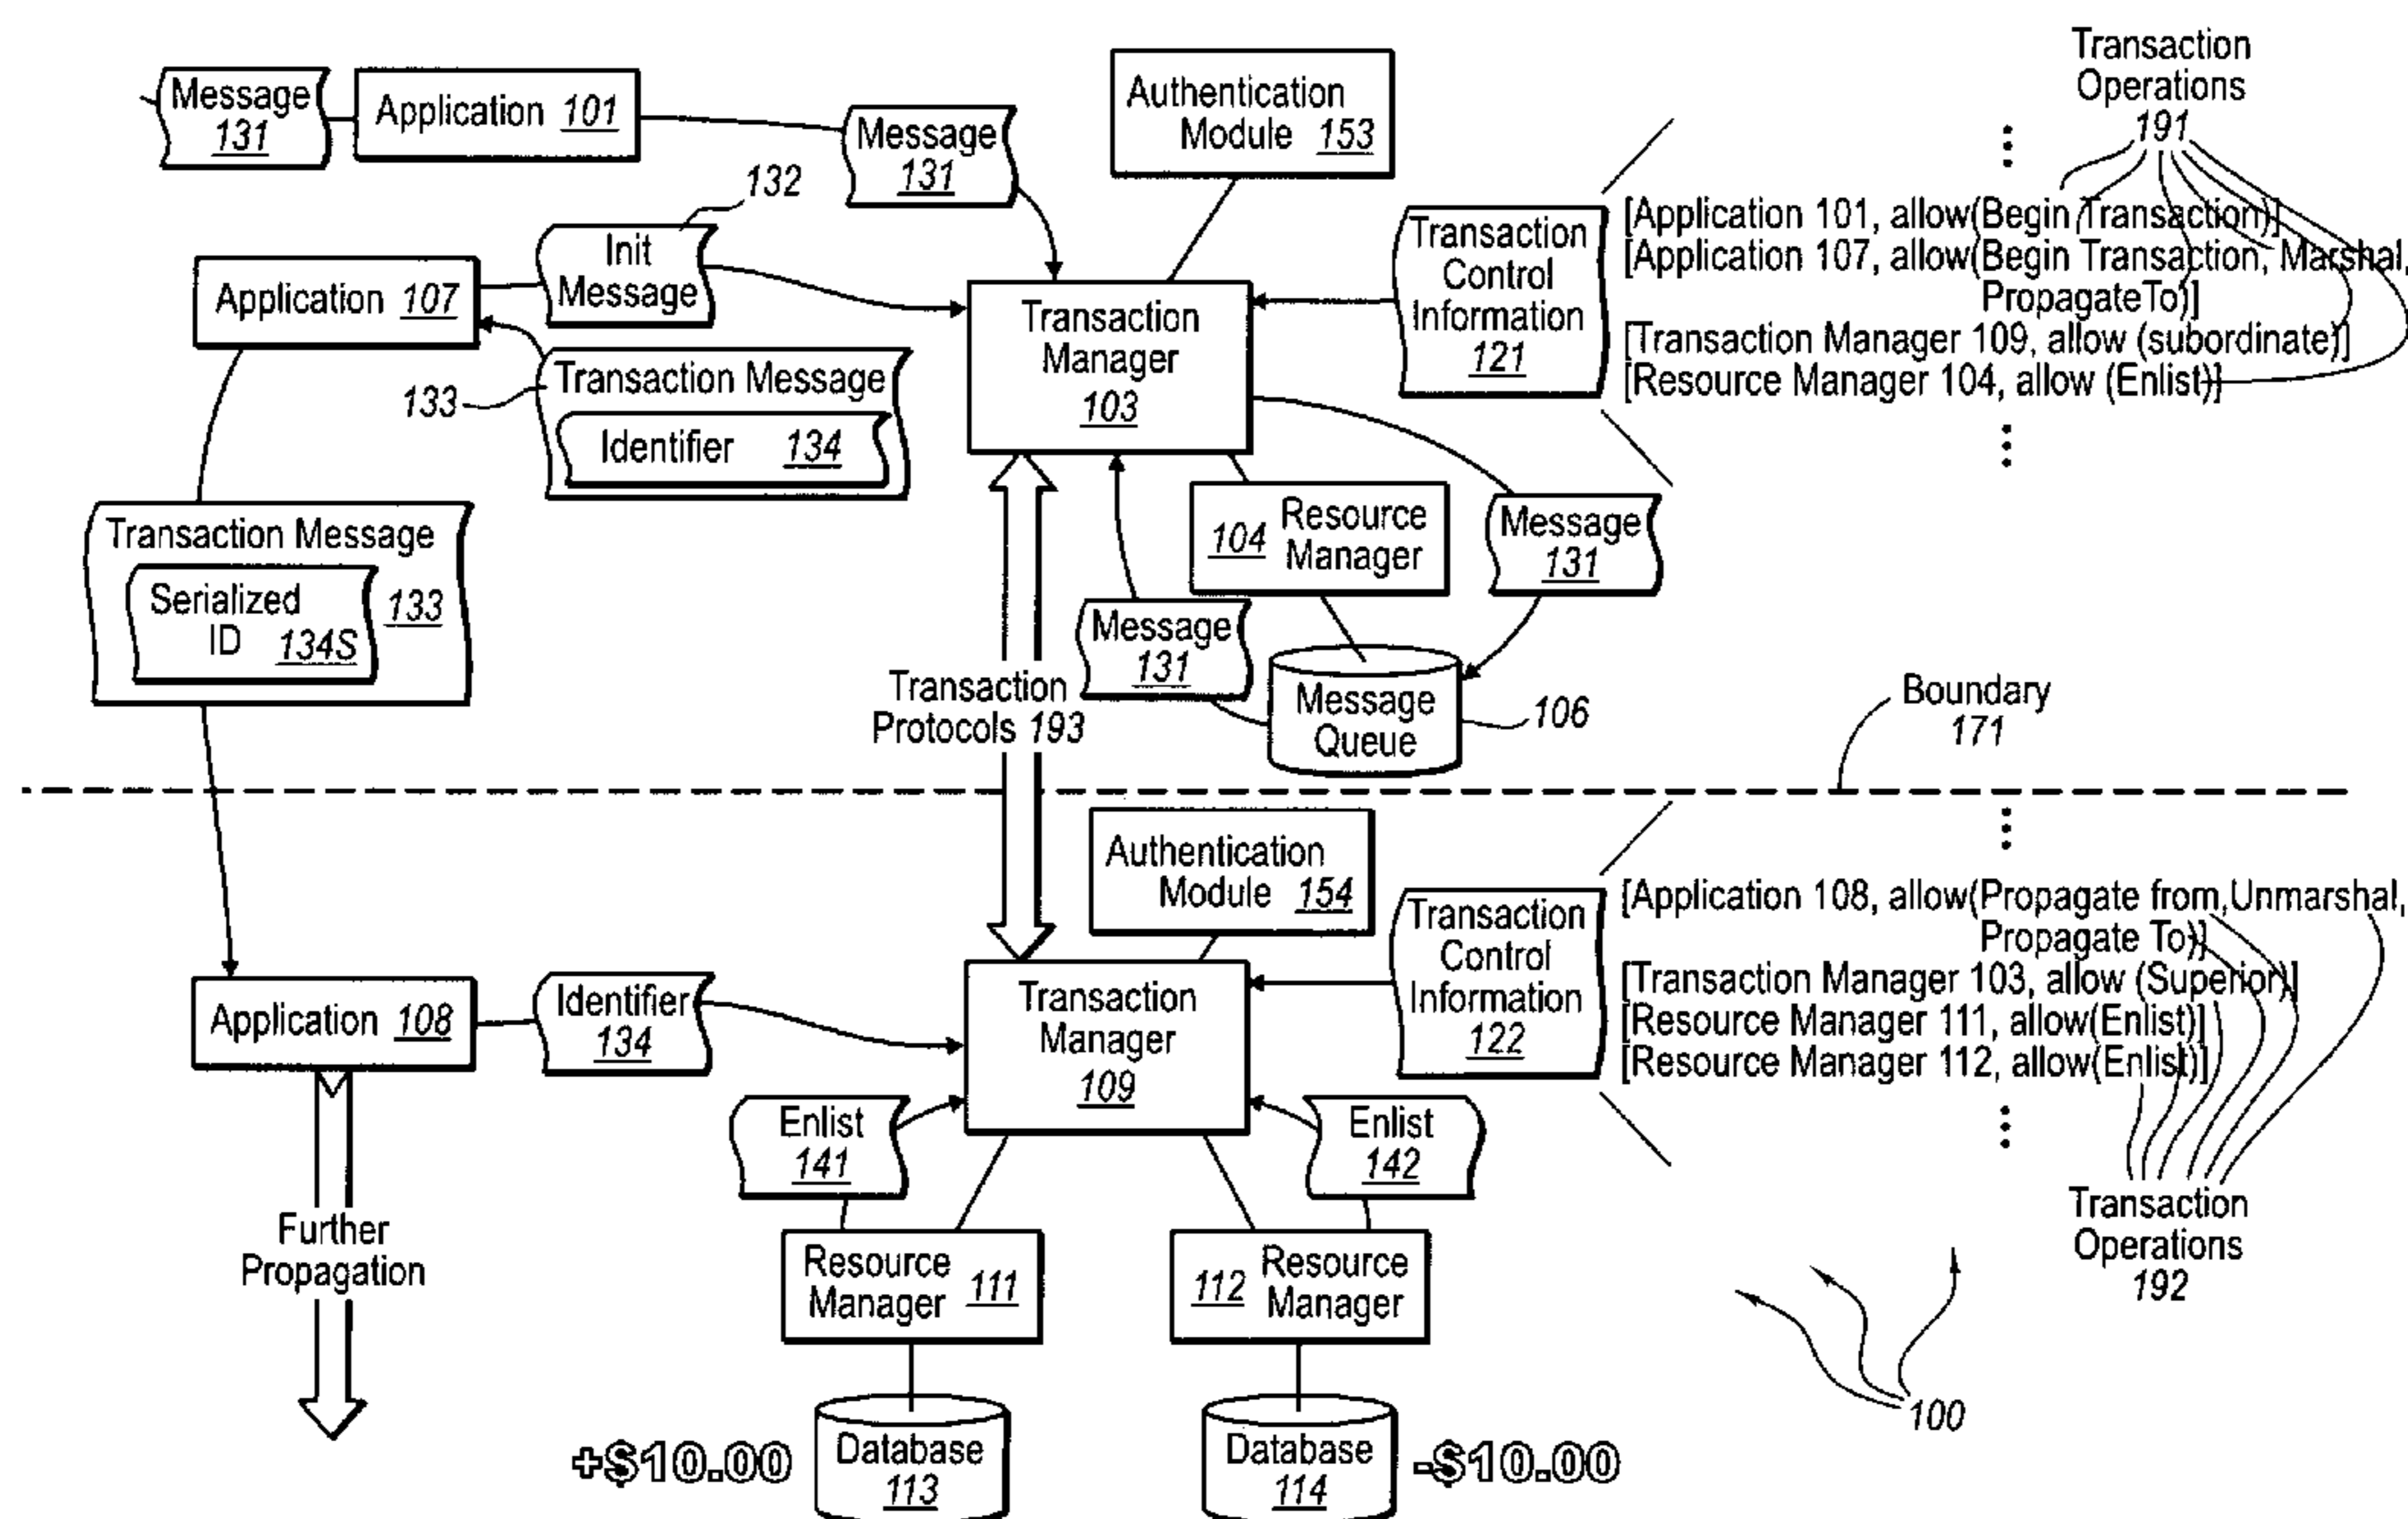 Transaction
Operations
191
Message
131
Application 101
Message
131
Authentication
Module 153
132
Init
Message
Application 107
Transaction
Manager
103
Transaction
Control
Information
121
[Application 101, allow(Begin Transaction)]
[Application 107, allow(Begin Transaction, Marshal,
PropagateTo)]
[Transaction Manager 109, allow (subordinate)]
[Resource Manager 104, allow (Enlist)]
133
Transaction Message
Identifier 134
Transaction Message
Serialized
ID 134S
133
104 Resource
Manager
Message
131
Message
131
Transaction
Protocols 193
Message
Queue
106
Boundary
171
Authentication
Module 154
Application 108
Identifier
134
Transaction
Manager
109
Transaction
Control
Information
122
[Application 108, allow(Propagate from,Unmarshal,
Propagate To)]
[Transaction Manager 103, allow (Superior)]
[Resource Manager 111, allow(Enlist)]
[Resource Manager 112, allow(Enlist)]
Enlist
141
Enlist
142
Further
Propagation
Resource
Manager 111
112 Resource
Manager
Transaction
Operations
192
100
+$10.00
Database
113
Database
114
-$10.00